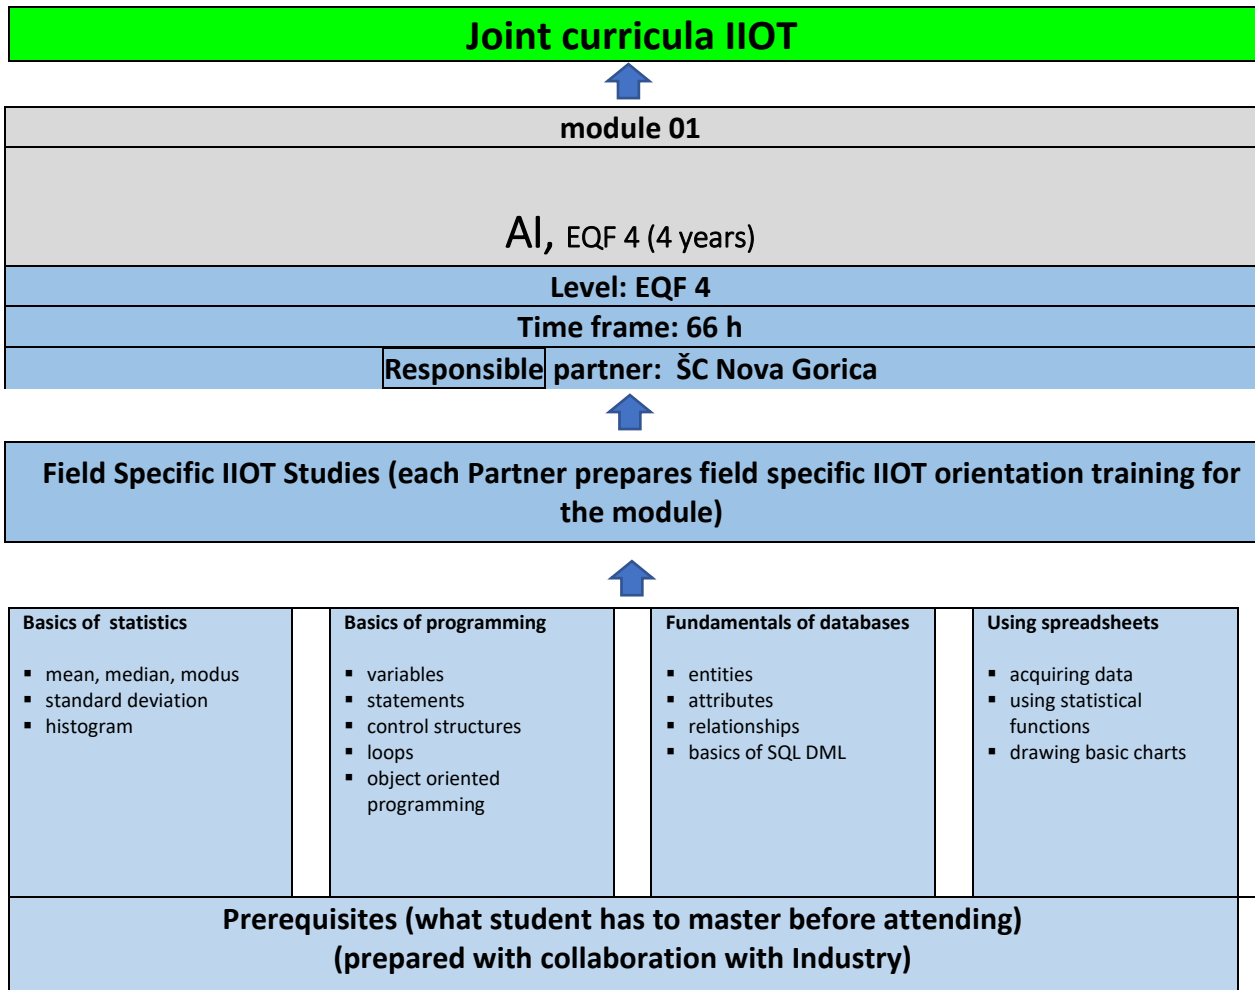 Joint curricula IIOT
module 01
AI, EQF 4 (4 years)
Level: EQF 4
Time frame: 66 h
Responsible partner: ŠC Nova Gorica
Field Specific IIOT Studies (each Partner prepares field specific IIOT orientation training for
the module)
Basics of statistics
▪ mean, median, modus
▪ standard deviation
▪ histogram
Basics of programming
▪ variables
▪ statements
▪ control structures
▪ loops
▪ object oriented
programming
Fundamentals of databases
▪ entities
▪ attributes
▪ relationships
▪ basics of SQL DML
Using spreadsheets
▪ acquiring data
▪ using statistical
functions
▪ drawing basic charts
Prerequisites (what student has to master before attending)
(prepared with collaboration with Industry)